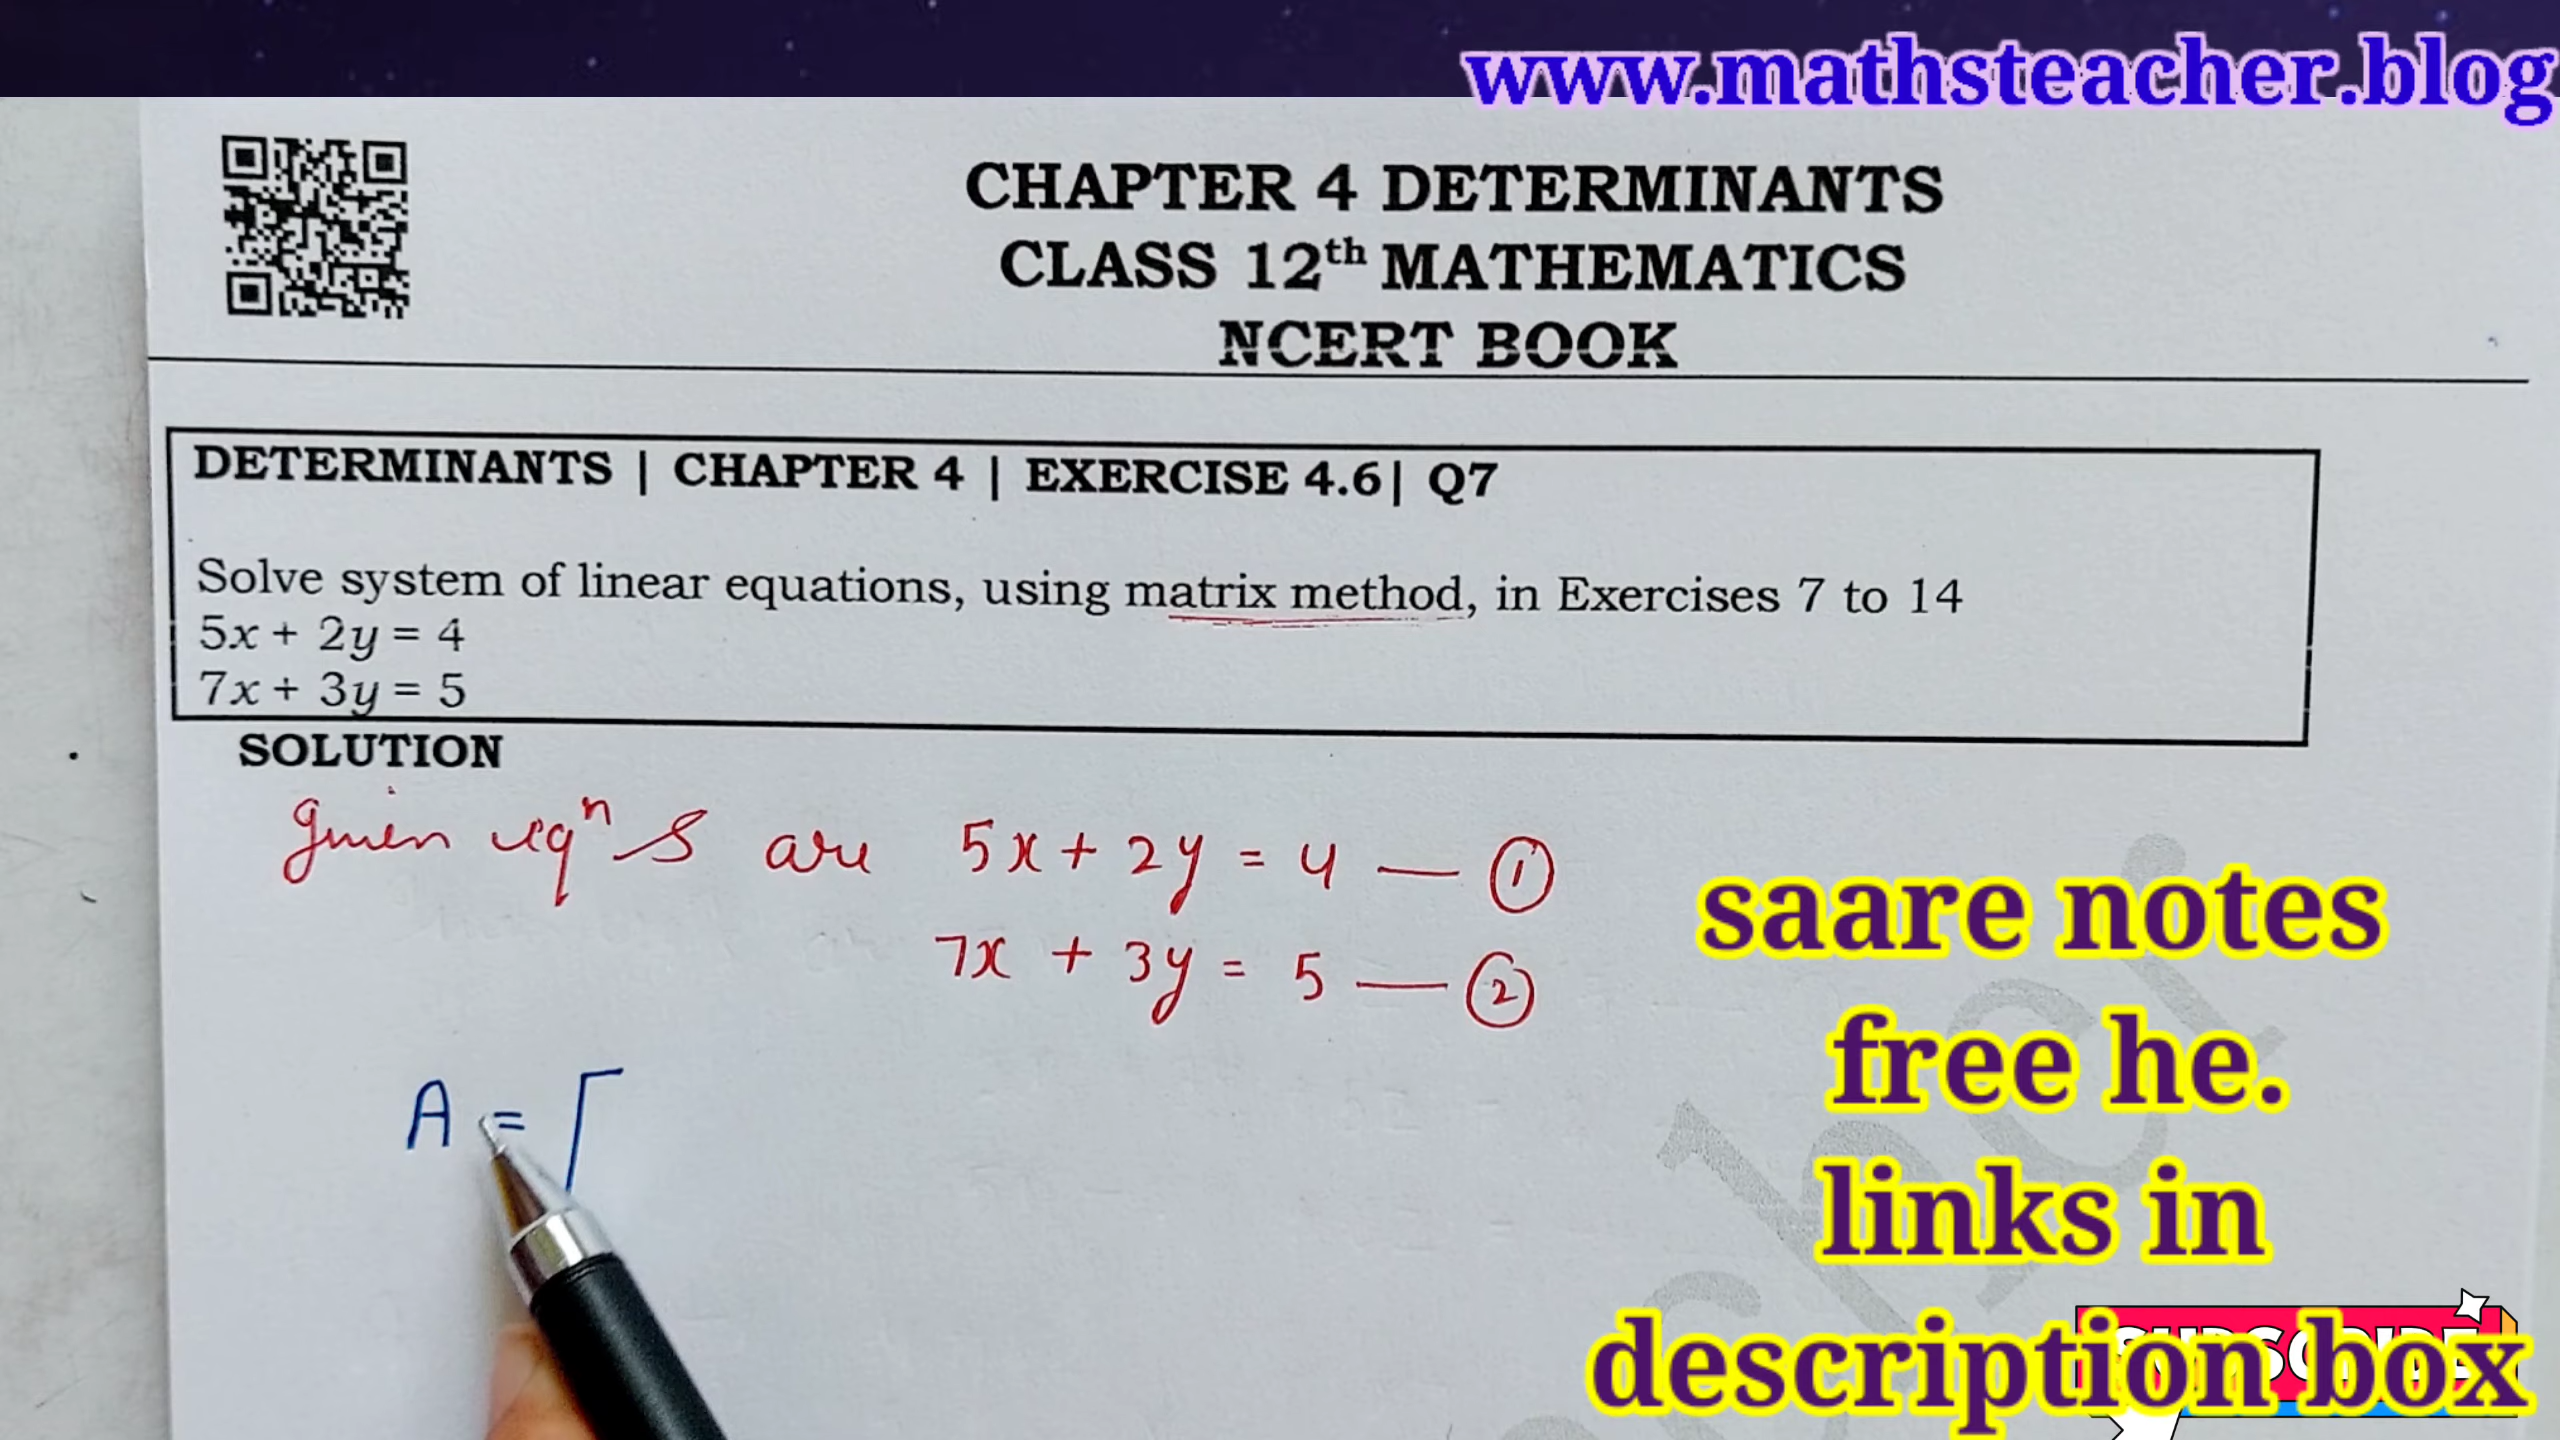 www.mathsteacher.blog
CHAPTER 4 DETERMINANTS
CLASS 12th MATHEMATICS
NCERT BOOK
DETERMINANTS | CHAPTER 4 | EXERCISE 4.6| Q7
Solve system of linear equations, using matrix method, in Exercises 7 to 14
5x + 2y = 4
7x + 3y = 5
SOLUTION
given eqⁿs are 5x + 2y = 4 — ①
7x + 3y = 5 — ②
A = [
saare notes
free he.
links in
description box
SUBSCRIBE